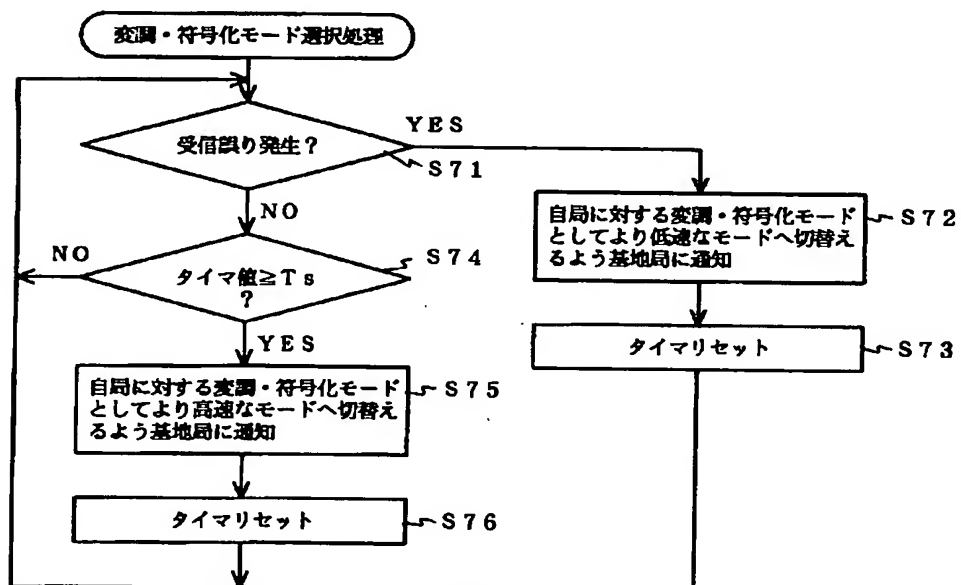 変調・符号化モード選択処理
受信誤り発生？
YES
S71
NO
自局に対する変調・符号化モード
としてより低速なモードへ切替え
るよう基地局に通知
S72
NO
タイマ値≧Ts
？
S74
YES
タイマリセット
S73
自局に対する変調・符号化モード
としてより高速なモードへ切替え
るよう基地局に通知
S75
タイマリセット
S76